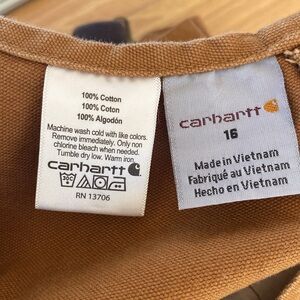 100% Cotton
100% Coton
100% Algodón
Machine wash cold with like colors.
Remove immediately. Only non
chlorine bleach when needed.
Tumble dry low. Warm iron.
carhartt
30C
RN 13706
carhartt
16
Made in Vietnam
Fabriqué au Vietnam
Hecho en Vietnam